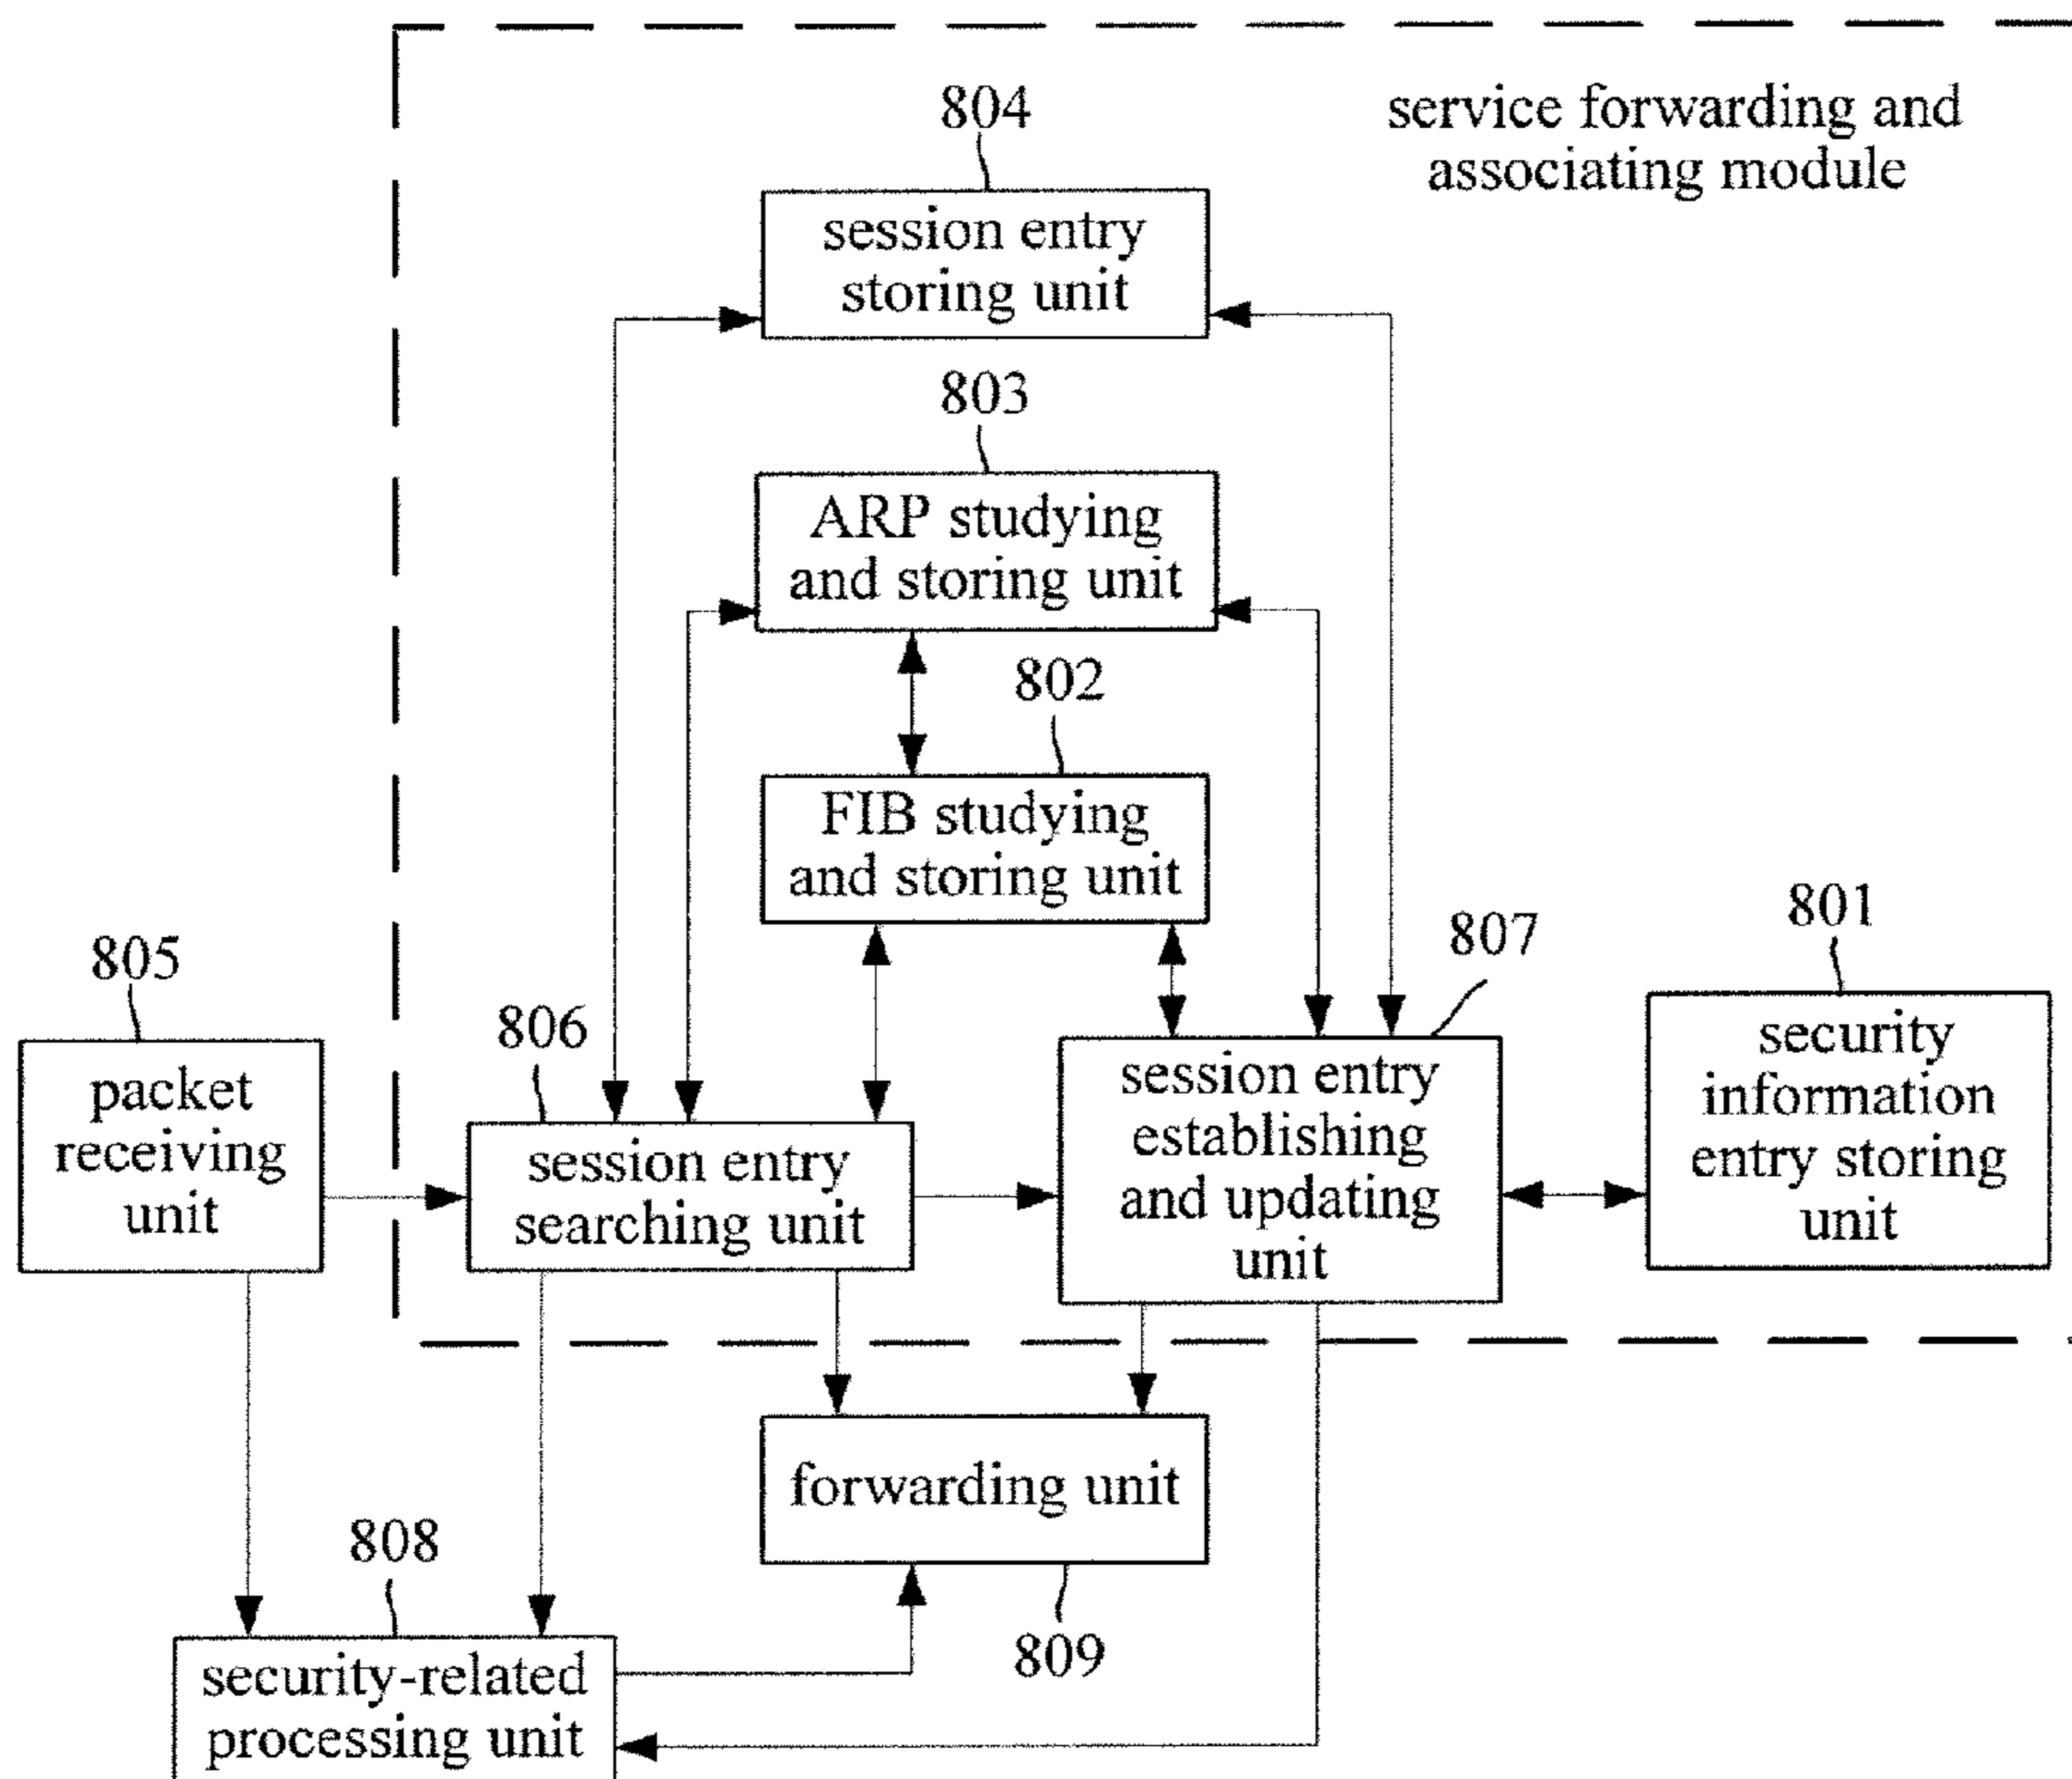 service forwarding and
associating module
804
session entry
storing unit
803
ARP studying
and storing unit
802
FIB studying
and storing unit
805
packet
receiving
unit
806
session entry
searching unit
807
session entry
establishing
and updating
unit
801
security
information
entry storing
unit
forwarding unit
809
808
security-related
processing unit